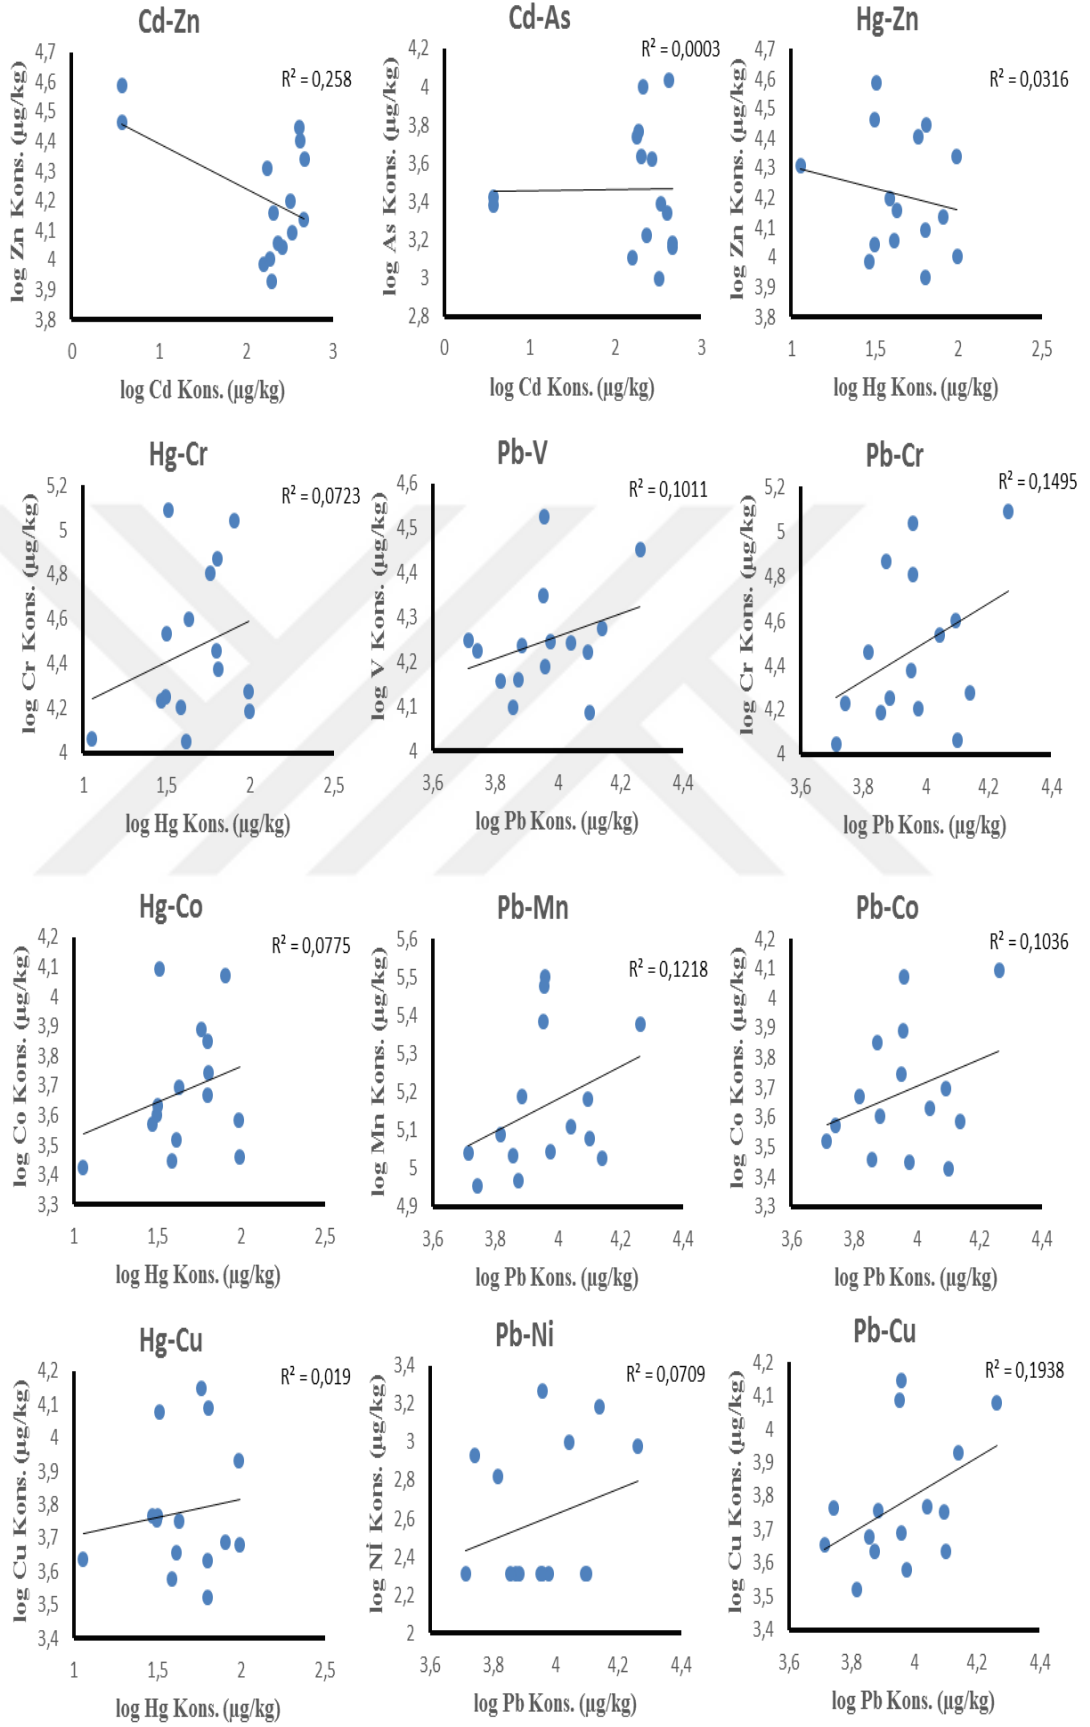 Cd-Zn
R² = 0,258
4,7
4,6
4,5
4,4
4,3
4,2
4,1
4
3,9
3,8
log Zn Kons. (µg/kg)
0 1 2 3
log Cd Kons. (µg/kg)
Cd-As
R² = 0,0003
4,2
4
3,8
3,6
3,4
3,2
3
2,8
log As Kons. (µg/kg)
0 1 2 3
log Cd Kons. (µg/kg)
Hg-Zn
R² = 0,0316
4,7
4,6
4,5
4,4
4,3
4,2
4,1
4
3,9
3,8
log Zn Kons. (µg/kg)
1 1,5 2 2,5
log Hg Kons. (µg/kg)
Hg-Cr
R² = 0,0723
5,2
5
4,8
4,6
4,4
4,2
4
log Cr Kons. (µg/kg)
1 1,5 2 2,5
log Hg Kons. (µg/kg)
Pb-V
R² = 0,1011
4,6
4,5
4,4
4,3
4,2
4,1
4
log V Kons. (µg/kg)
3,6 3,8 4 4,2 4,4
log Pb Kons. (µg/kg)
Pb-Cr
R² = 0,1495
5,2
5
4,8
4,6
4,4
4,2
4
log Cr Kons. (µg/kg)
3,6 3,8 4 4,2 4,4
log Pb Kons. (µg/kg)
Hg-Co
R² = 0,0775
4,2
4,1
4
3,9
3,8
3,7
3,6
3,5
3,4
3,3
log Co Kons. (µg/kg)
1 1,5 2 2,5
log Hg Kons. (µg/kg)
Pb-Mn
R² = 0,1218
5,6
5,5
5,4
5,3
5,2
5,1
5
4,9
log Mn Kons. (µg/kg)
3,6 3,8 4 4,2 4,4
log Pb Kons. (µg/kg)
Pb-Co
R² = 0,1036
4,2
4,1
4
3,9
3,8
3,7
3,6
3,5
3,4
3,3
log Co Kons. (µg/kg)
3,6 3,8 4 4,2 4,4
log Pb Kons. (µg/kg)
Hg-Cu
R² = 0,019
4,2
4,1
4
3,9
3,8
3,7
3,6
3,5
3,4
log Cu Kons. (µg/kg)
1 1,5 2 2,5
log Hg Kons. (µg/kg)
Pb-Ni
R² = 0,0709
3,4
3,2
3
2,8
2,6
2,4
2,2
2
log Ni Kons. (µg/kg)
3,6 3,8 4 4,2 4,4
log Pb Kons. (µg/kg)
Pb-Cu
R² = 0,1938
4,2
4,1
4
3,9
3,8
3,7
3,6
3,5
3,4
log Cu Kons. (µg/kg)
3,6 3,8 4 4,2 4,4
log Pb Kons. (µg/kg)